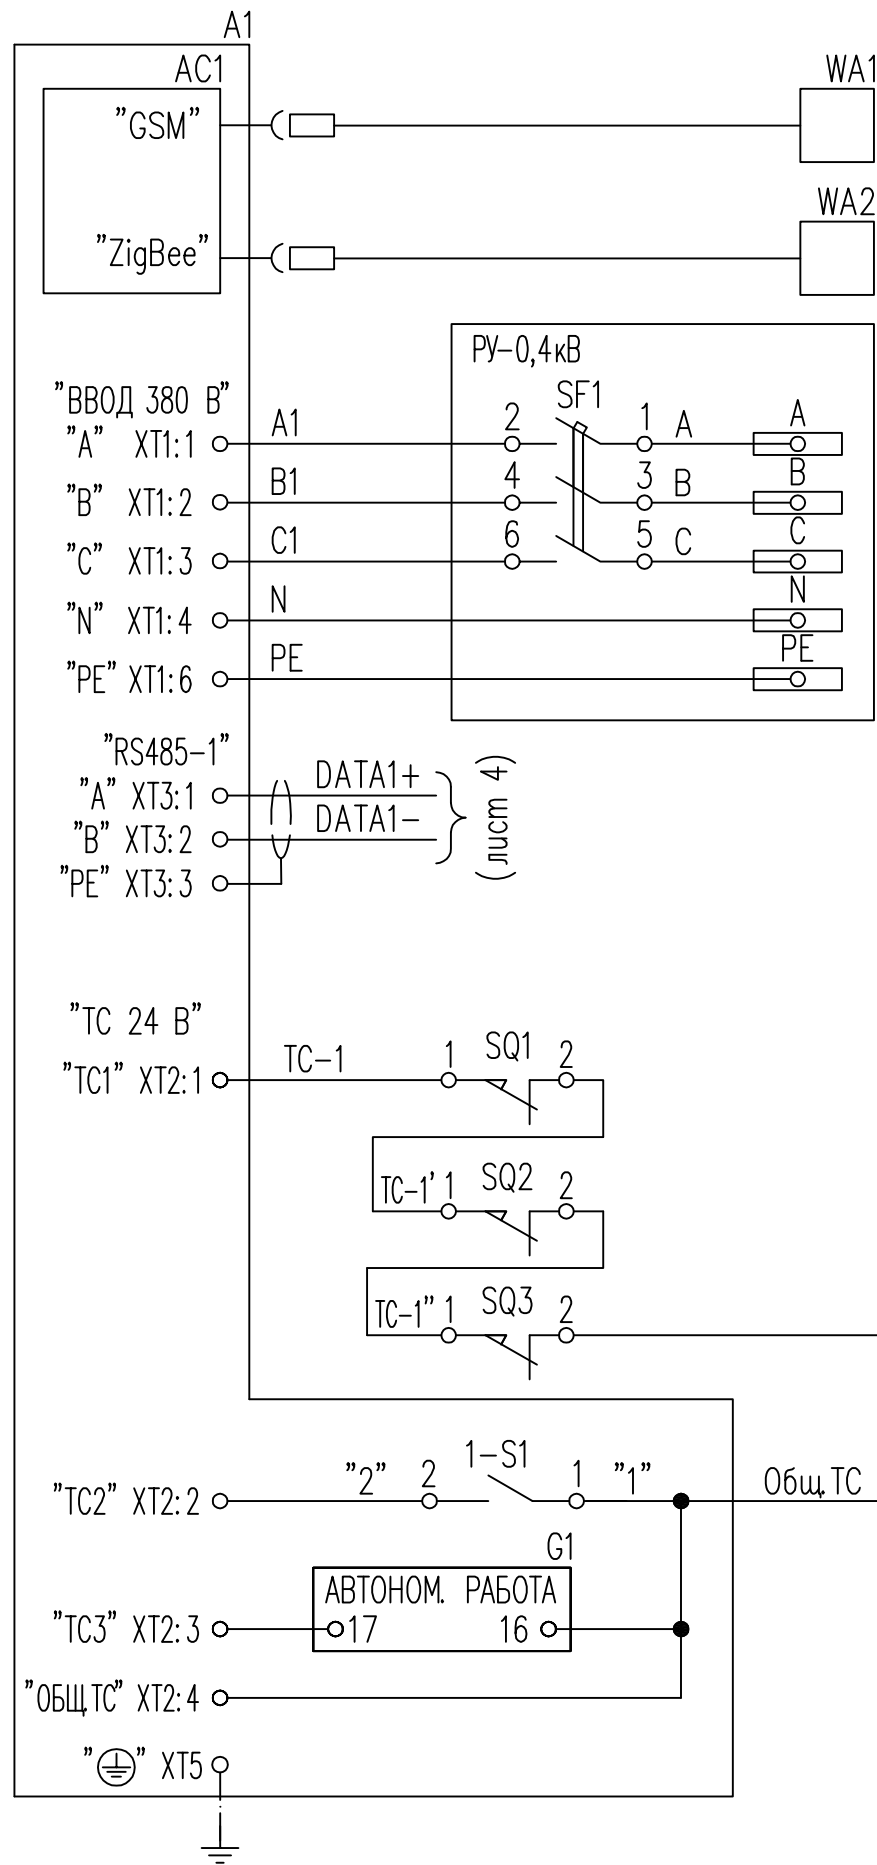 A1
AC1
WA1
"GSM"
WA2
"ZigBee"
РУ-0,4кВ
"ВВОД 380 В"
SF1
"A" XT1:1 A1 2 1 A A
"B" XT1:2 B1 4 3 B B
"C" XT1:3 C1 6 5 C C
"N" XT1:4 N N
"PE" XT1:6 PE PE
"RS485-1"
"A" XT3:1 DATA1+
"B" XT3:2 DATA1-
(лист 4)
"PE" XT3:3
"ТС 24 В"
"ТС1" XT2:1 ТС-1 1 SQ1 2
ТС-1' 1 SQ2 2
ТС-1" 1 SQ3 2
1-S1
"ТС2" XT2:2 "2" 2 1 "1" Общ.ТС
G1
АВТОНОМ. РАБОТА
"ТС3" XT2:3 17 16
"ОБЩ.ТС" XT2:4
"⏚" XT5